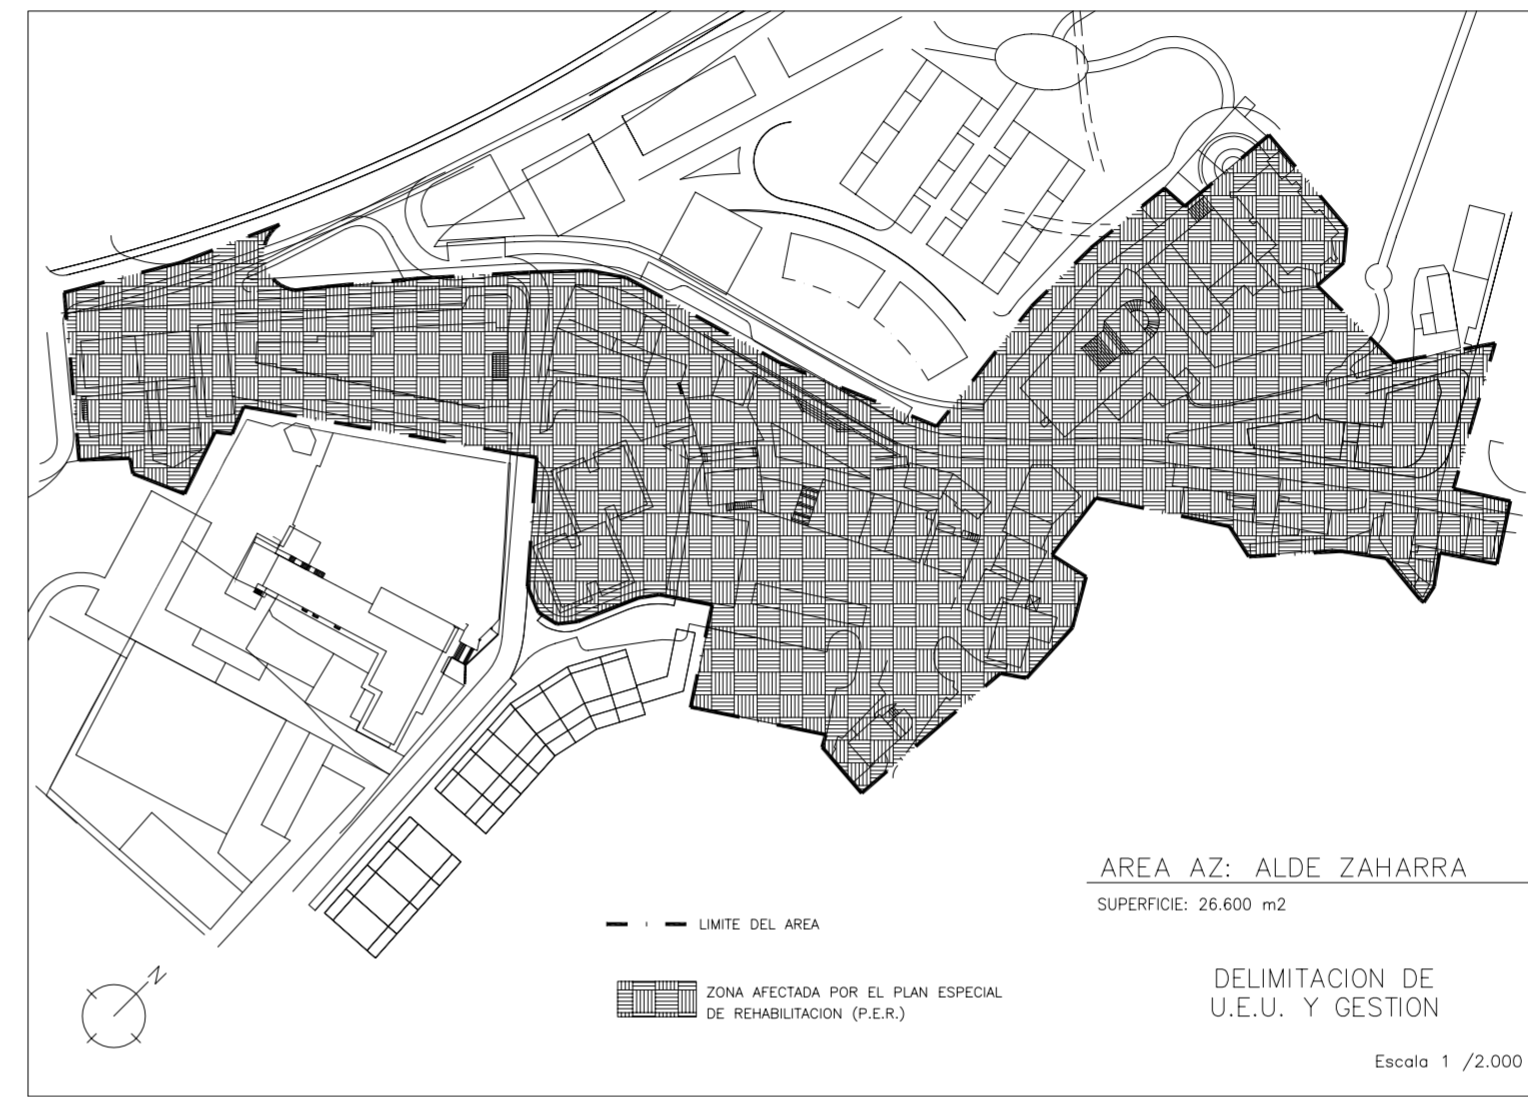 AREA AZ: ALDE ZAHARRA
SUPERFICIE: 26.600 m2
LIMITE DEL AREA
ZONA AFECTADA POR EL PLAN ESPECIAL
DE REHABILITACION (P.E.R.)
DELIMITACION DE
U.E.U. Y GESTION
Escala 1 /2.000
N